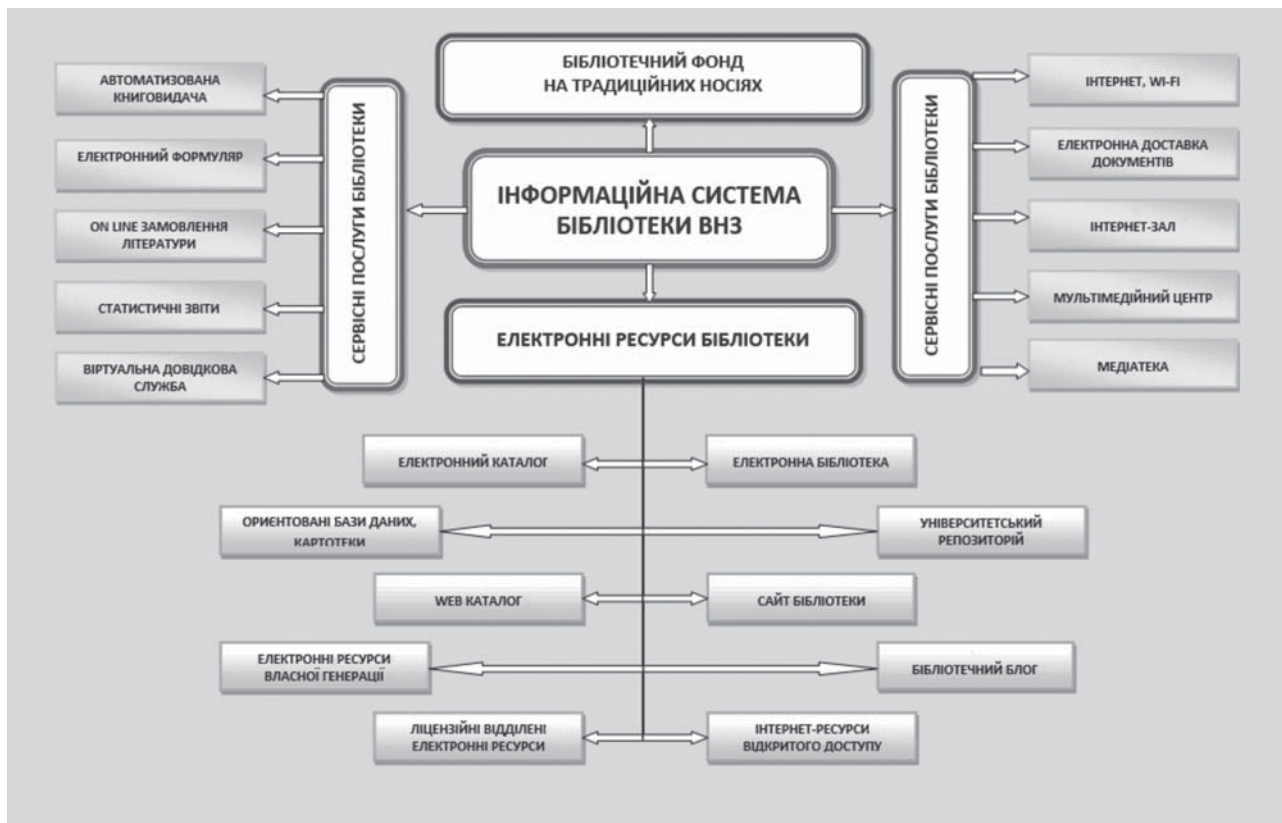 БІБЛІОТЕЧНИЙ ФОНД
НА ТРАДИЦІЙНИХ НОСІЯХ
ІНФОРМАЦІЙНА СИСТЕМА
БІБЛІОТЕКИ ВНЗ
ЕЛЕКТРОННІ РЕСУРСИ БІБЛІОТЕКИ
СЕРВІСНІ ПОСЛУГИ БІБЛІОТЕКИ
АВТОМАТИЗОВАНА
КНИГОВИДАЧА
ЕЛЕКТРОННИЙ ФОРМУЛЯР
ON LINE ЗАМОВЛЕННЯ
ЛІТЕРАТУРИ
СТАТИСТИЧНІ ЗВІТИ
ВІРТУАЛЬНА ДОВІДКОВА
СЛУЖБА
СЕРВІСНІ ПОСЛУГИ БІБЛІОТЕКИ
ІНТЕРНЕТ, WI-FI
ЕЛЕКТРОННА ДОСТАВКА
ДОКУМЕНТІВ
ІНТЕРНЕТ-ЗАЛ
МУЛЬТІМЕДІЙНИЙ ЦЕНТР
МЕДІАТЕКА
ЕЛЕКТРОННИЙ КАТАЛОГ
ЕЛЕКТРОННА БІБЛІОТЕКА
ОРИЄНТОВАНІ БАЗИ ДАНИХ,
КАРТОТЕКИ
УНІВЕРСИТЕТСЬКИЙ
РЕПОЗИТОРІЙ
WEB КАТАЛОГ
САЙТ БІБЛІОТЕКИ
ЕЛЕКТРОННІ РЕСУРСИ
ВЛАСНОЇ ГЕНЕРАЦІЇ
БІБЛІОТЕЧНИЙ БЛОГ
ЛІЦЕНЗІЙНІ ВІДДІЛЕНІ
ЕЛЕКТРОННІ РЕСУРСИ
ІНТЕРНЕТ-РЕСУРСИ
ВІДКРИТОГО ДОСТУПУ